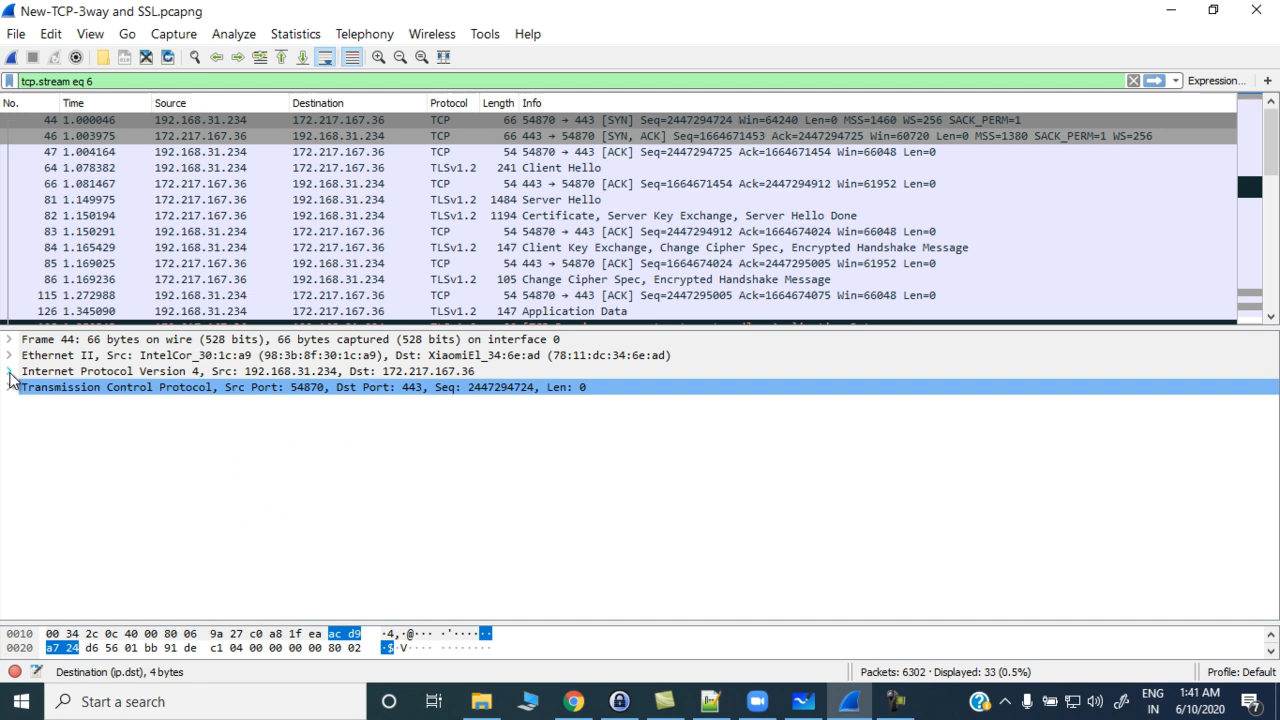 New-TCP-3way and SSL.pcapng
File Edit View Go Capture Analyze Statistics Telephony Wireless Tools Help
tcp.stream eq 6 Expression... +
No. Time Source Destination Protocol Length Info
44 1.000046 192.168.31.234 172.217.167.36 TCP 66 54870 → 443 [SYN] Seq=2447294724 Win=64240 Len=0 MSS=1460 WS=256 SACK_PERM=1
46 1.003975 172.217.167.36 192.168.31.234 TCP 66 443 → 54870 [SYN, ACK] Seq=1664671453 Ack=2447294725 Win=60720 Len=0 MSS=1380 SACK_PERM=1 WS=256
47 1.004164 192.168.31.234 172.217.167.36 TCP 54 54870 → 443 [ACK] Seq=2447294725 Ack=1664671454 Win=66048 Len=0
64 1.078382 192.168.31.234 172.217.167.36 TLSv1.2 241 Client Hello
66 1.081467 172.217.167.36 192.168.31.234 TCP 54 443 → 54870 [ACK] Seq=1664671454 Ack=2447294912 Win=61952 Len=0
81 1.149975 172.217.167.36 192.168.31.234 TLSv1.2 1484 Server Hello
82 1.150194 172.217.167.36 192.168.31.234 TLSv1.2 1194 Certificate, Server Key Exchange, Server Hello Done
83 1.150291 192.168.31.234 172.217.167.36 TCP 54 54870 → 443 [ACK] Seq=2447294912 Ack=1664674024 Win=66048 Len=0
84 1.165429 192.168.31.234 172.217.167.36 TLSv1.2 147 Client Key Exchange, Change Cipher Spec, Encrypted Handshake Message
85 1.169025 172.217.167.36 192.168.31.234 TCP 54 443 → 54870 [ACK] Seq=1664674024 Ack=2447295005 Win=61952 Len=0
86 1.169236 172.217.167.36 192.168.31.234 TLSv1.2 105 Change Cipher Spec, Encrypted Handshake Message
115 1.272988 192.168.31.234 172.217.167.36 TCP 54 54870 → 443 [ACK] Seq=2447295005 Ack=1664674075 Win=66048 Len=0
126 1.345090 192.168.31.234 172.217.167.36 TLSv1.2 147 Application Data
Frame 44: 66 bytes on wire (528 bits), 66 bytes captured (528 bits) on interface 0
Ethernet II, Src: IntelCor_30:1c:a9 (98:3b:8f:30:1c:a9), Dst: XiaomiEl_34:6e:ad (78:11:dc:34:6e:ad)
Internet Protocol Version 4, Src: 192.168.31.234, Dst: 172.217.167.36
Transmission Control Protocol, Src Port: 54870, Dst Port: 443, Seq: 2447294724, Len: 0
0010 00 34 2c 0c 40 00 80 06 9a 27 c0 a8 1f ea ac d9 ·4,·@··· ·'······
0020 a7 24 d6 56 01 bb 91 de c1 04 00 00 00 00 80 02 ·$·V···· ········
Destination (ip.dst), 4 bytes Packets: 6302 · Displayed: 33 (0.5%) Profile: Default
Start a search ENG IN 1:41 AM 6/10/2020 7